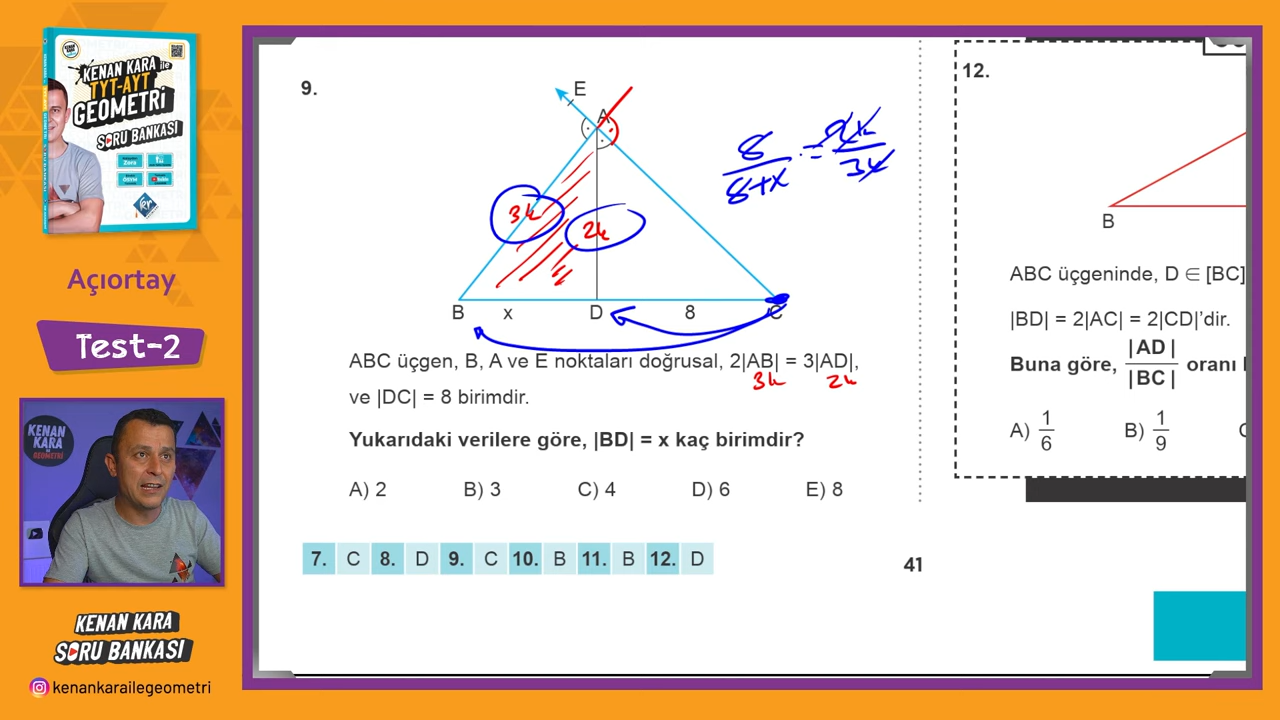 KENAN KARA ile
TYT-AYT
GEOMETRİ
SORU BANKASI
Açıortay
Test-2
KENAN
KARA
GEOMETRİ
KENAN KARA
SORU BANKASI
kenankarailegeometri
9.
E
A
3k
2k
B
x
D
8
C
8/(8+x) = 2k/3k
ABC üçgen, B, A ve E noktaları doğrusal, 2|AB| = 3|AD|,
3k 2k
ve |DC| = 8 birimdir.
Yukarıdaki verilere göre, |BD| = x kaç birimdir?
A) 2 B) 3 C) 4 D) 6 E) 8
7. C 8. D 9. C 10. B 11. B 12. D
41
12.
B
ABC üçgeninde, D ∈ [BC]
|BD| = 2|AC| = 2|CD|'dir.
Buna göre, |AD|/|BC| oranı
A) 1/6 B) 1/9